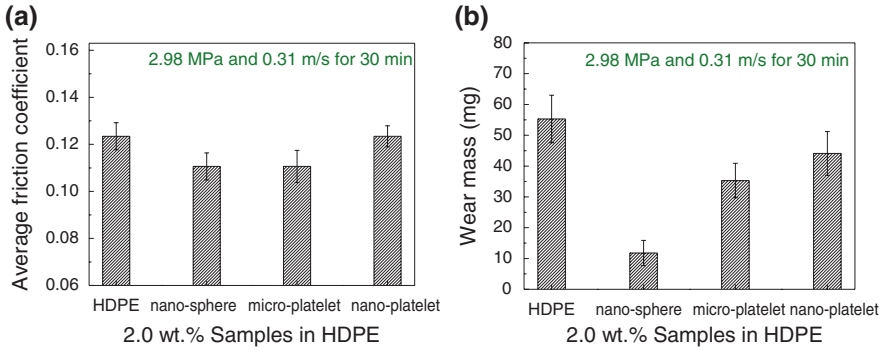 (a)
Average friction coefficient
0.16
0.14
0.12
0.10
0.08
0.06
2.98 MPa and 0.31 m/s for 30 min
HDPE nano-sphere micro-platelet nano-platelet
2.0 wt.% Samples in HDPE
(b)
Wear mass (mg)
80
70
60
50
40
30
20
10
0
2.98 MPa and 0.31 m/s for 30 min
HDPE nano-sphere micro-platelet nano-platelet
2.0 wt.% Samples in HDPE